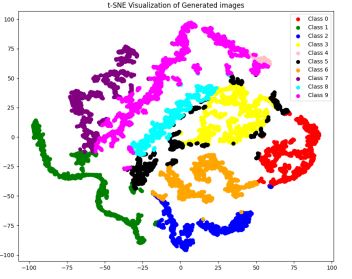 t-SNE Visualization of Generated images
100
75
50
25
0
−25
−50
−75
−100
−100
−75
−50
−25
0
25
50
75
100
Class 0
Class 1
Class 2
Class 3
Class 4
Class 5
Class 6
Class 7
Class 8
Class 9